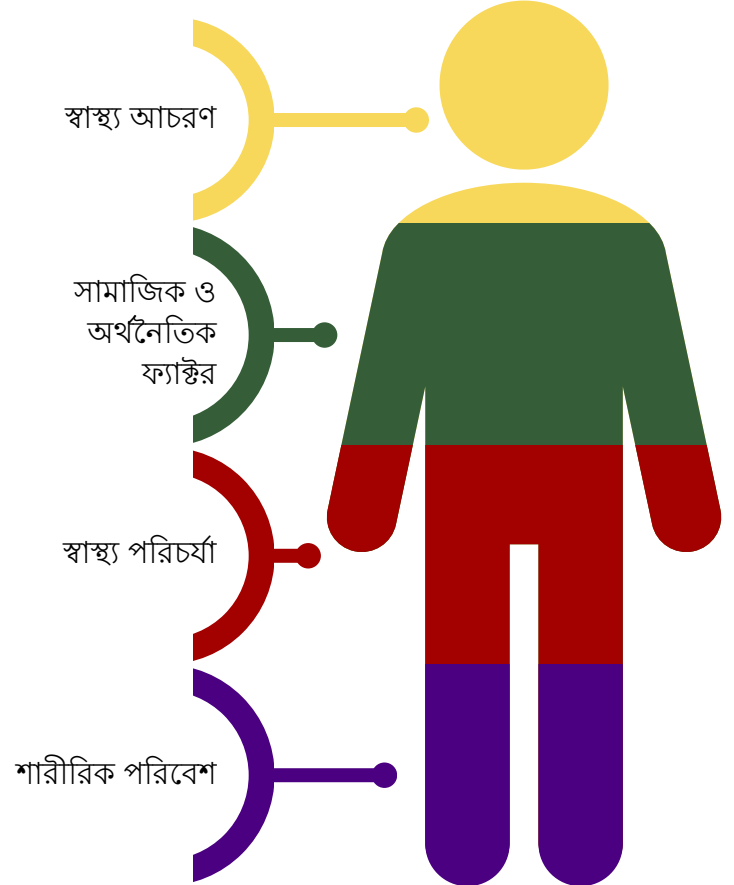 স্বাস্থ্য আচরণ
সামাজিক ও
অর্থনৈতিক
ফ্যাক্টর
স্বাস্থ্য পরিচর্যা
শারীরিক পরিবেশ